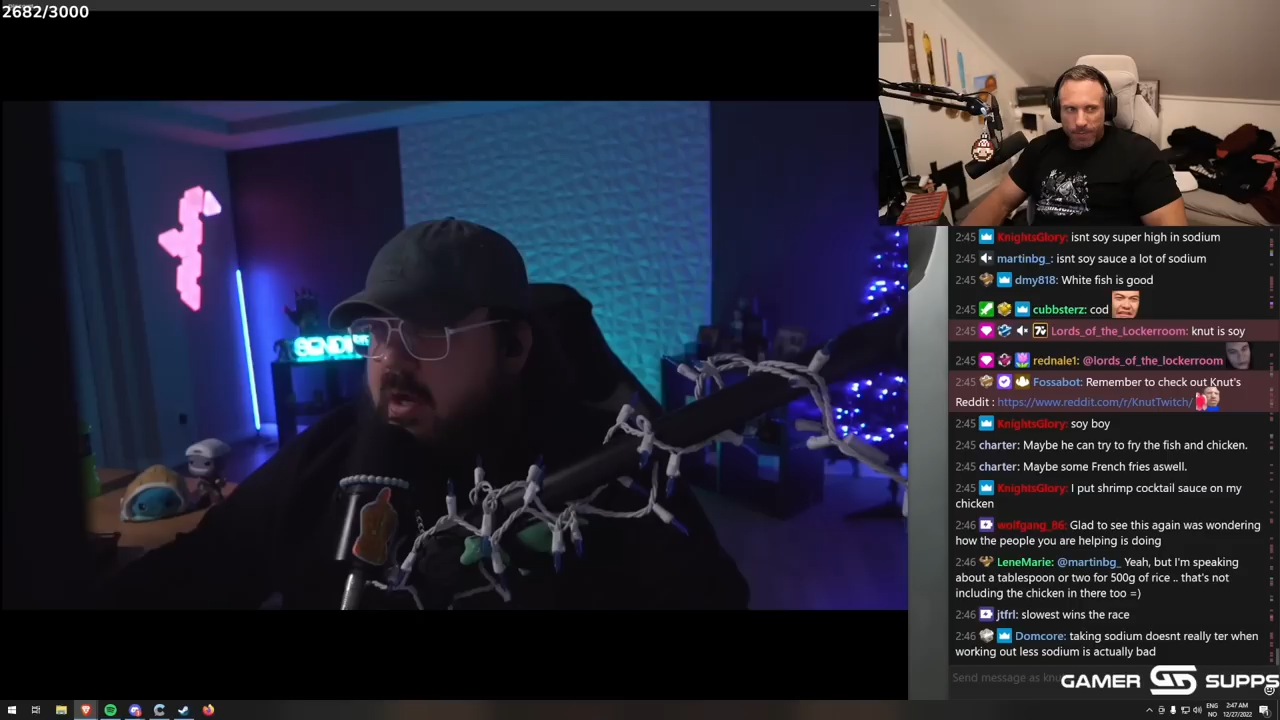 2682/3000
SEND
2:45 KnightsGlory: isnt soy super high in sodium
2:45 martinbg_: isnt soy sauce a lot of sodium
2:45 dmy818: White fish is good
cubbsterz: cod
2:45 Lords_of_the_Lockerroom: knut is soy
2:45 rednale1: @lords_of_the_lockerroom
2:45 Fossabot: Remember to check out Knut's
Reddit : https://www.reddit.com/r/KnutTwitch/
2:45 KnightsGlory: soy boy
2:45 charter: Maybe he can try to fry the fish and chicken.
2:45 charter: Maybe some French fries aswell.
2:45 KnightsGlory: I put shrimp cocktail sauce on my
chicken
2:46 wolfgang_86: Glad to see this again was wondering
how the people you are helping is doing
2:46 LeneMarie: @martinbg_ Yeah, but I'm speaking
about a tablespoon or two for 500g of rice .. that's not
including the chicken in there too =)
2:46 jtfrl: slowest wins the race
2:46 Domcore: taking sodium doesnt really ter when
working out less sodium is actually bad
Send message as knu
GAMER GS SUPPS
ENG
NO
2:47 AM
12/27/2022